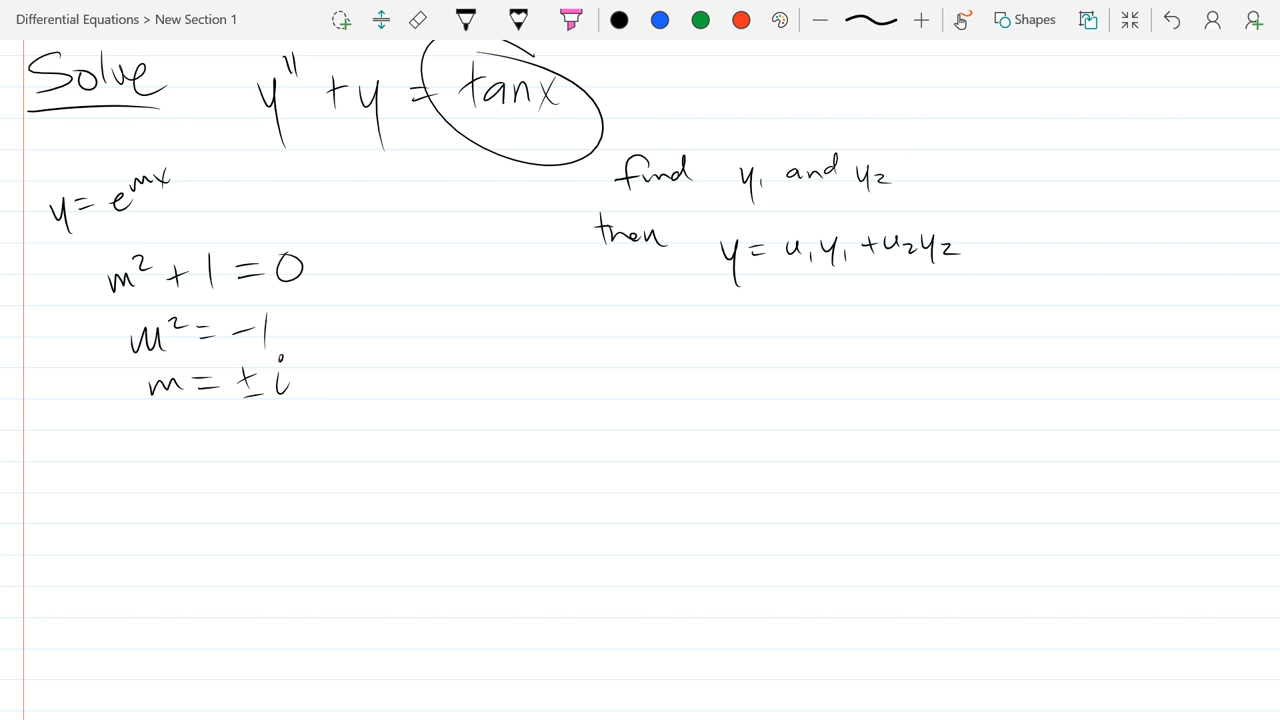 Differential Equations > New Section 1
Shapes
Solve y'' + y = tanx
find y₁ and y₂
then y = u₁y₁ + u₂y₂
y = e^mx
m² + 1 = 0
m² = -1
m = ± i